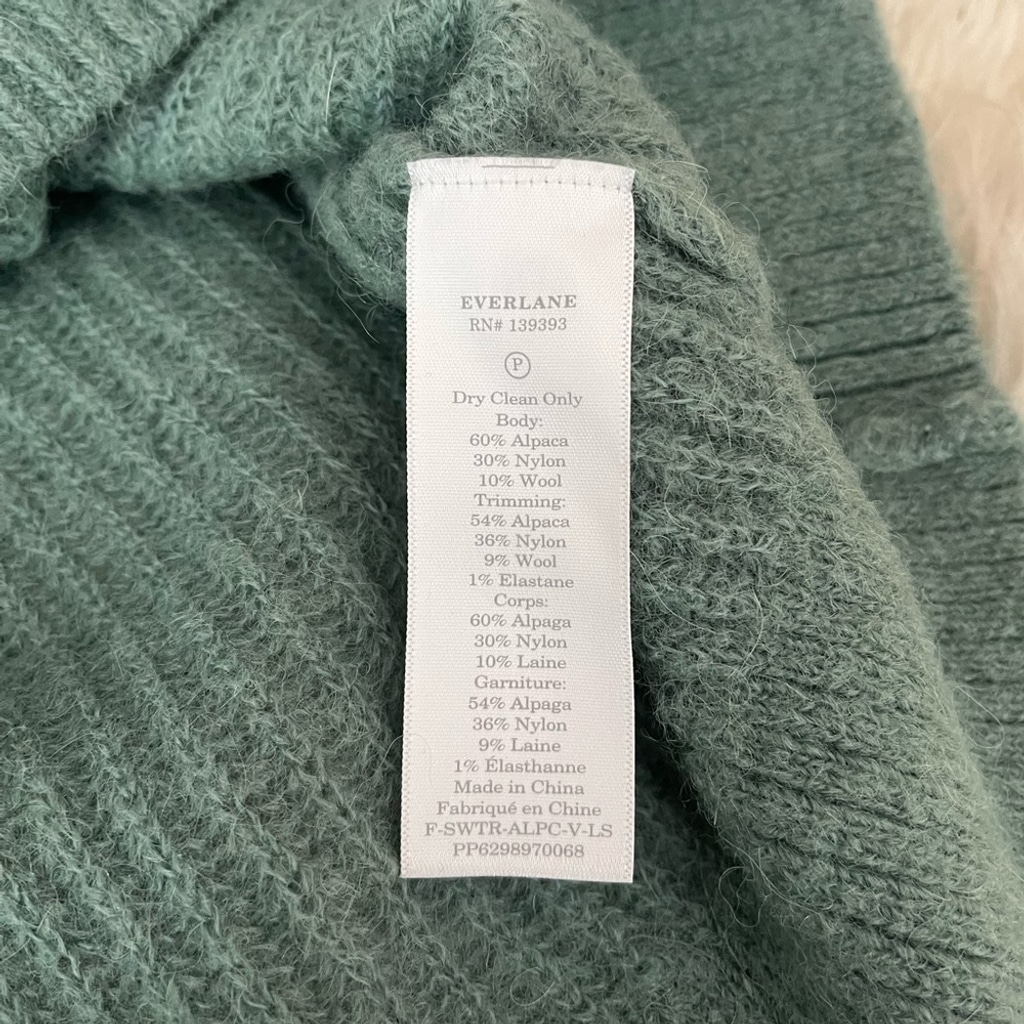 EVERLANE
RN# 139393
P
Dry Clean Only
Body:
60% Alpaca
30% Nylon
10% Wool
Trimming:
54% Alpaca
36% Nylon
9% Wool
1% Elastane
Corps:
60% Alpaga
30% Nylon
10% Laine
Garniture:
54% Alpaga
36% Nylon
9% Laine
1% Élasthanne
Made in China
Fabriqué en Chine
F-SWTR-ALPC-V-LS
PP6298970068